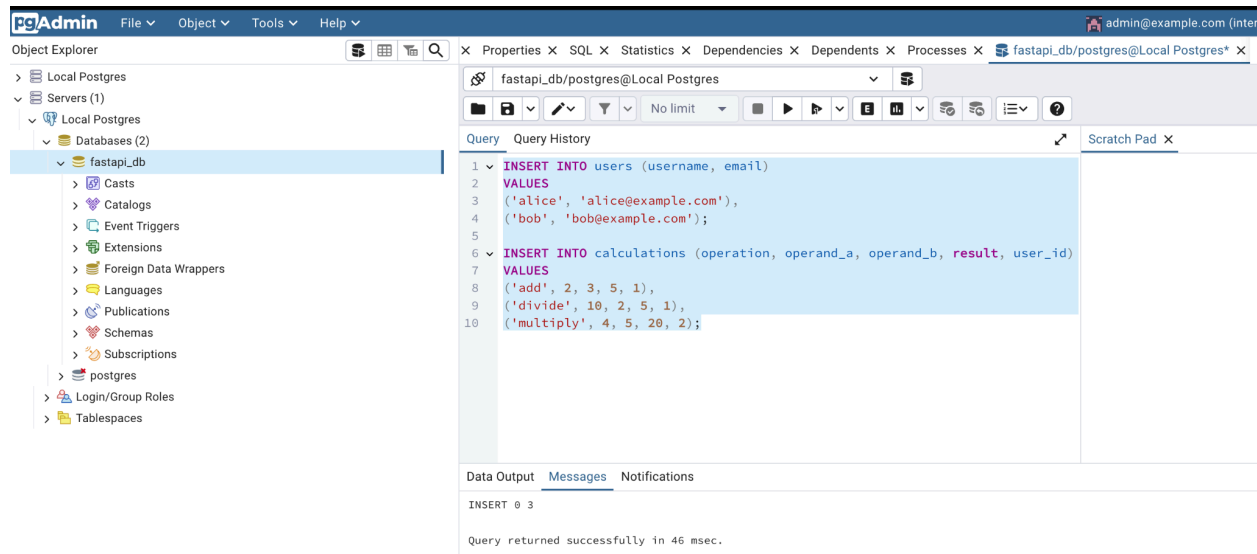 pgAdmin File Object Tools Help admin@example.com (inter
Object Explorer
Properties SQL Statistics Dependencies Dependents Processes fastapi_db/postgres@Local Postgres*
Local Postgres
Servers (1)
Local Postgres
Databases (2)
fastapi_db
Casts
Catalogs
Event Triggers
Extensions
Foreign Data Wrappers
Languages
Publications
Schemas
Subscriptions
postgres
Login/Group Roles
Tablespaces
fastapi_db/postgres@Local Postgres
No limit E
Query Query History
Scratch Pad
1 INSERT INTO users (username, email)
2 VALUES
3 ('alice', 'alice@example.com'),
4 ('bob', 'bob@example.com');
5
6 INSERT INTO calculations (operation, operand_a, operand_b, result, user_id)
7 VALUES
8 ('add', 2, 3, 5, 1),
9 ('divide', 10, 2, 5, 1),
10 ('multiply', 4, 5, 20, 2);
Data Output Messages Notifications
INSERT 0 3
Query returned successfully in 46 msec.